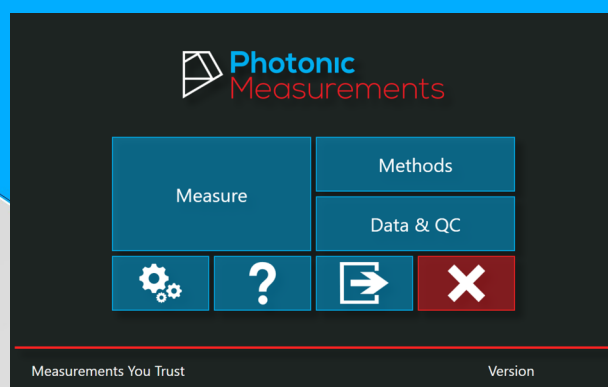 Photonic
Measurements
Measure
Methods
Data & QC
?
Measurements You Trust
Version